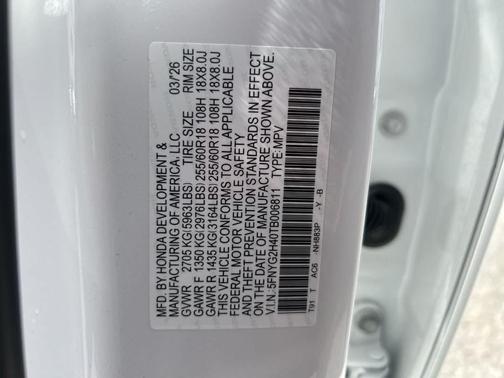 MFD. BY HONDA DEVELOPMENT &
MANUFACTURING OF AMERICA, LLC 03/26
GVWR 2705 KG(5963LBS) TIRE SIZE RIM SIZE
GAWR F 1350 KG(2976LBS) 255/60R18 108H 18X8.0J
GAWR R 1435 KG(3164LBS) 255/60R18 108H 18X8.0J
THIS VEHICLE CONFORMS TO ALL APPLICABLE
FEDERAL MOTOR VEHICLE SAFETY
AND THEFT PREVENTION STANDARDS IN EFFECT
ON THE DATE OF MANUFACTURE SHOWN ABOVE.
V.I.N.:5FNYG2H40TB006811 TYPE:MPV
T91 T AC6 -NH883P -Y -B